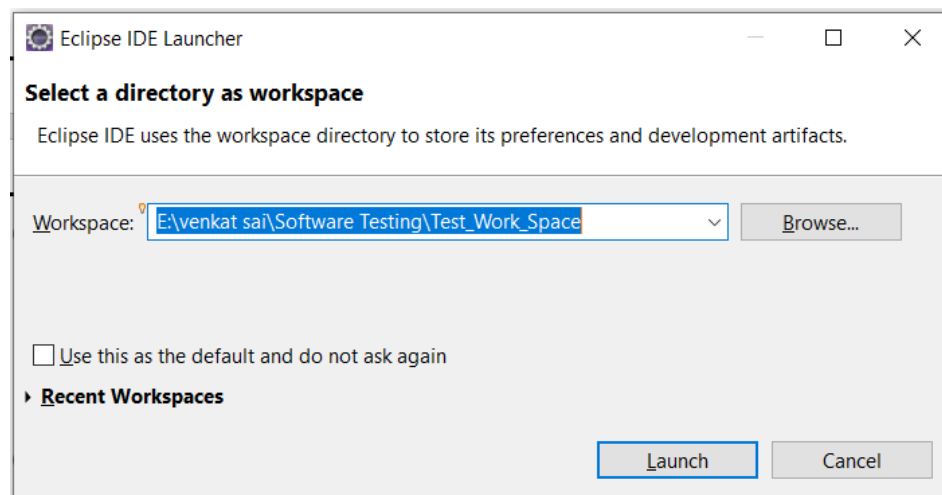 Eclipse IDE Launcher
Select a directory as workspace
Eclipse IDE uses the workspace directory to store its preferences and development artifacts.
Workspace: E:\venkat sai\Software Testing\Test_Work_Space Browse...
Use this as the default and do not ask again
Recent Workspaces
Launch Cancel